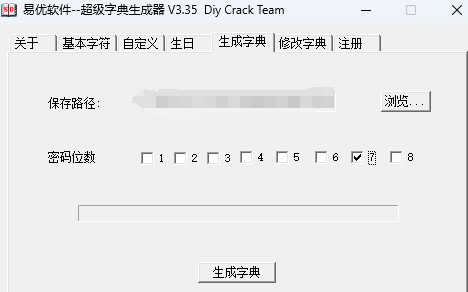 易优软件--超级字典生成器 V3.35 Diy Crack Team
关于 基本字符 自定义 生日 生成字典 修改字典 注册
保存路径: 浏览...
密码位数 1 2 3 4 5 6 7 8
生成字典